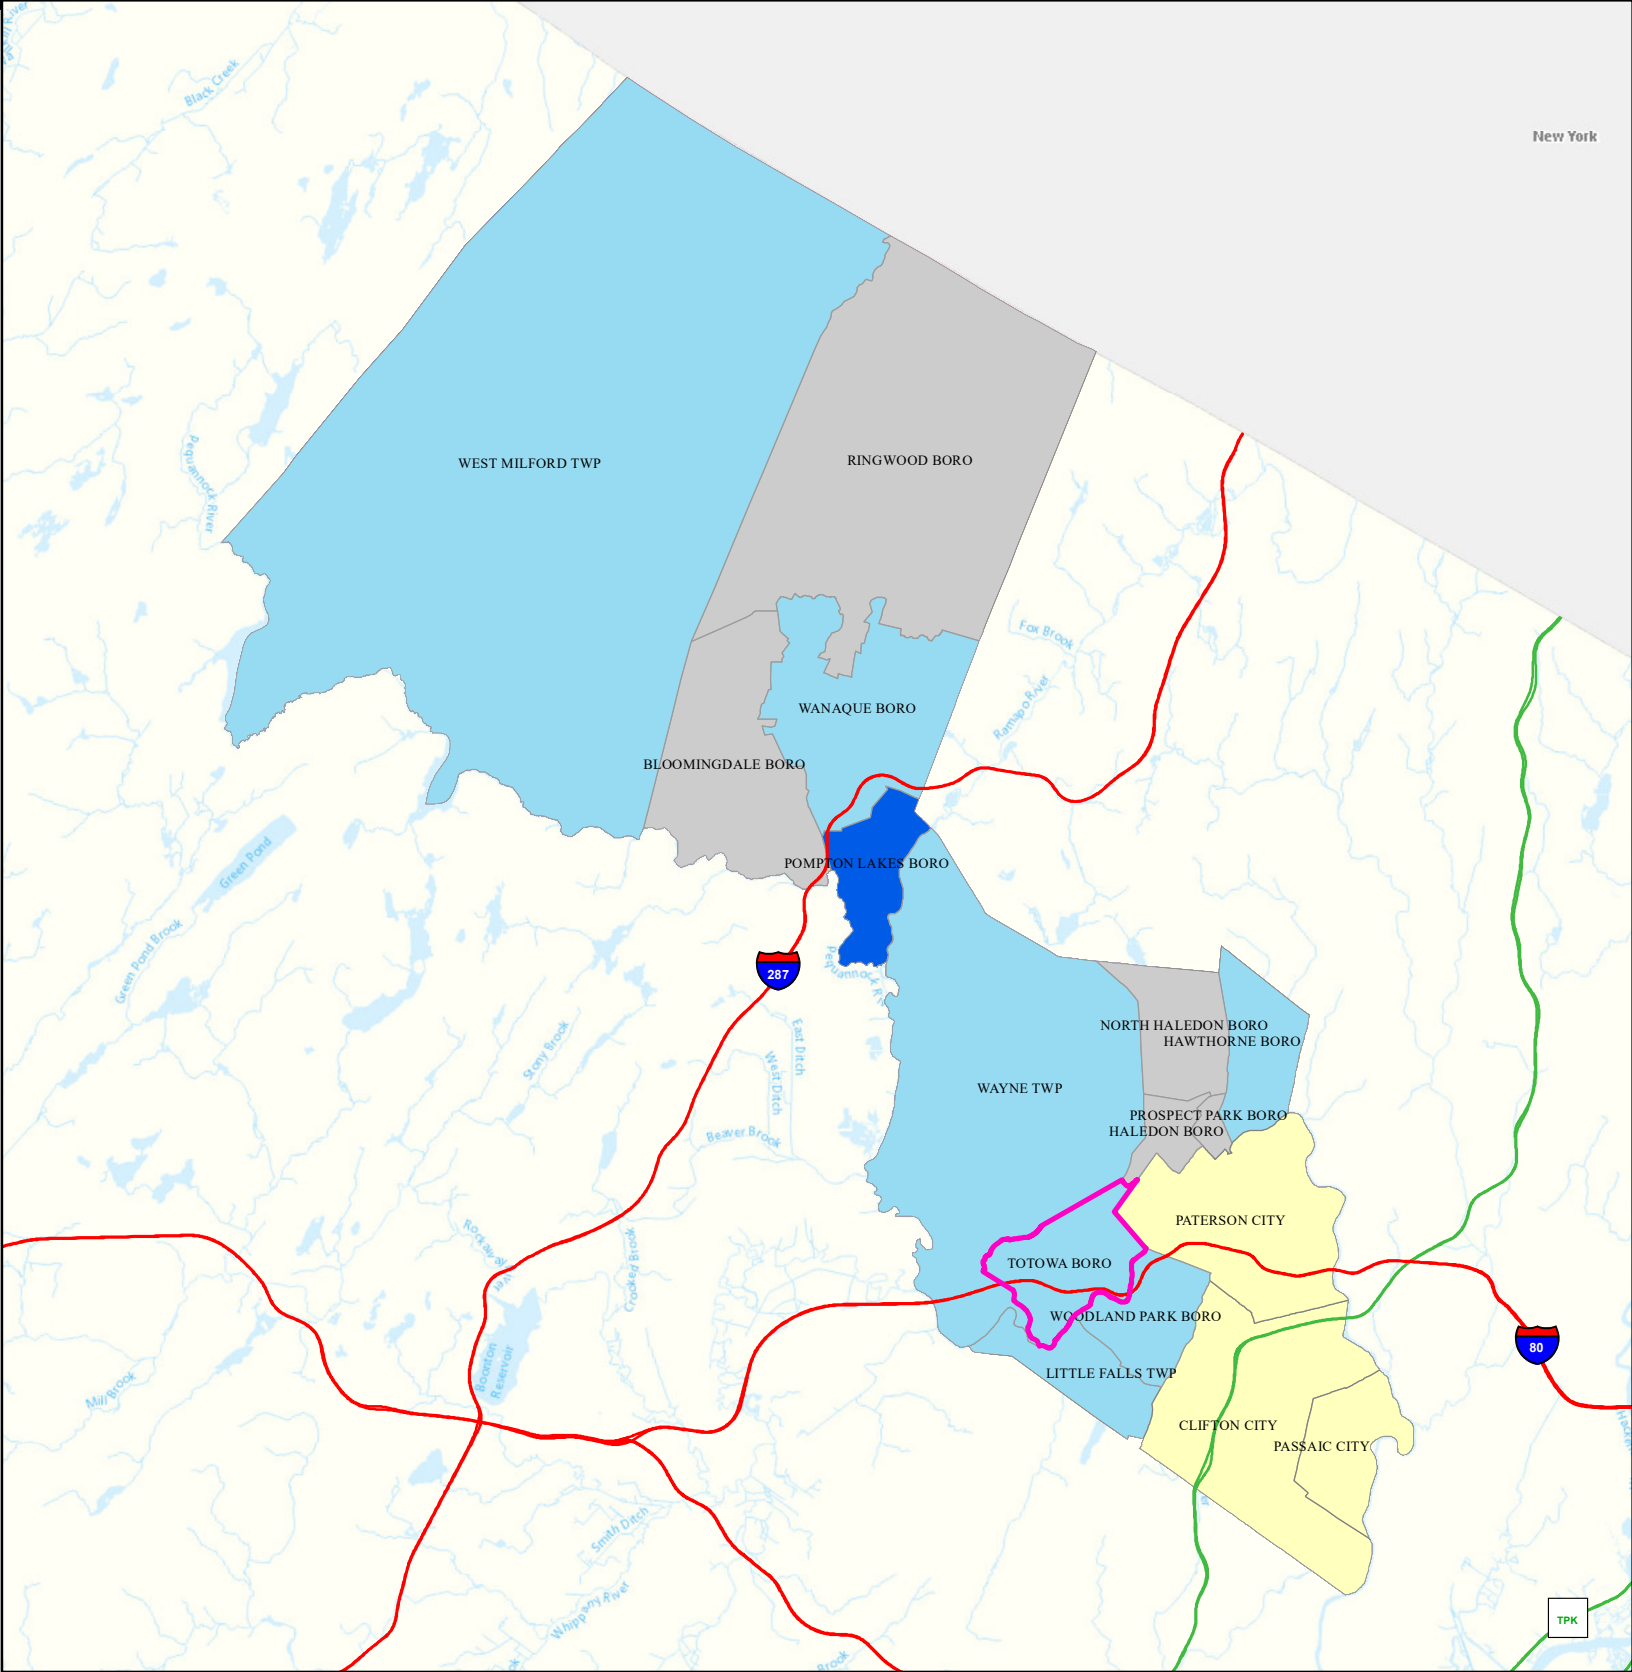 Black Creek
New York
Pequannock River
WEST MILFORD TWP
RINGWOOD BORO
Fox Brook
Ramapo River
WANAQUE BORO
BLOOMINGDALE BORO
Green Pond
POMPTON LAKES BORO
Green Pond Brook
287
Pequannock Riv
NORTH HALEDON BORO
HAWTHORNE BORO
Stony Brook
East Ditch
West Ditch
WAYNE TWP
PROSPECT PARK BORO
HALEDON BORO
Beaver Brook
PATERSON CITY
Crooked Brook
TOTOWA BORO
WOODLAND PARK BORO
80
Boonton
Reservoir
Mill Brook
LITTLE FALLS TWP
CLIFTON CITY
PASSAIC CITY
Smith Ditch
Whippany River
TPK
Brook